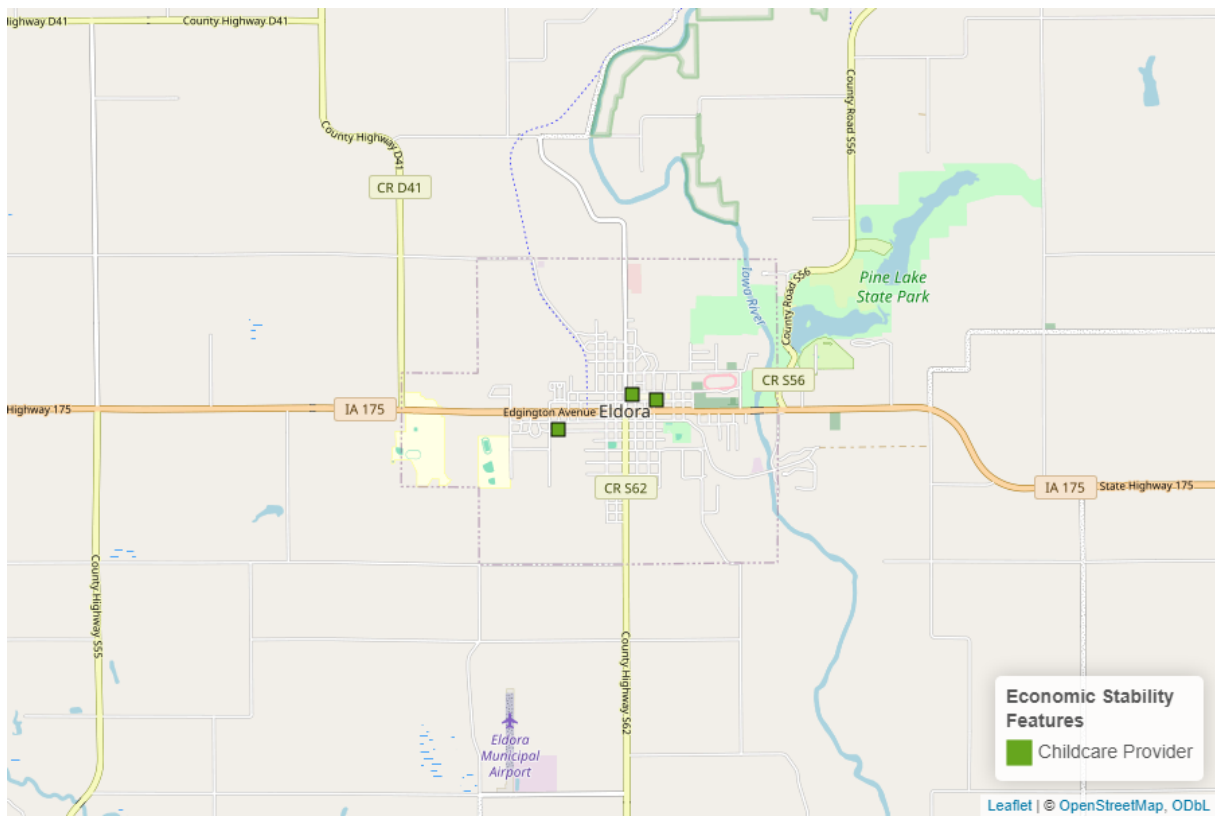 Highway D41
County Highway D41
County Highway D41
CR D41
County Road S56
Iowa River
County Road S56
Pine Lake
State Park
CR S56
Highway 175
IA 175
Edgington Avenue
Eldora
CR S62
IA 175
State Highway 175
County Highway S55
County Highway S62
Eldora
Municipal
Airport
Economic Stability
Features
Childcare Provider
Leaflet | © OpenStreetMap, ODbL